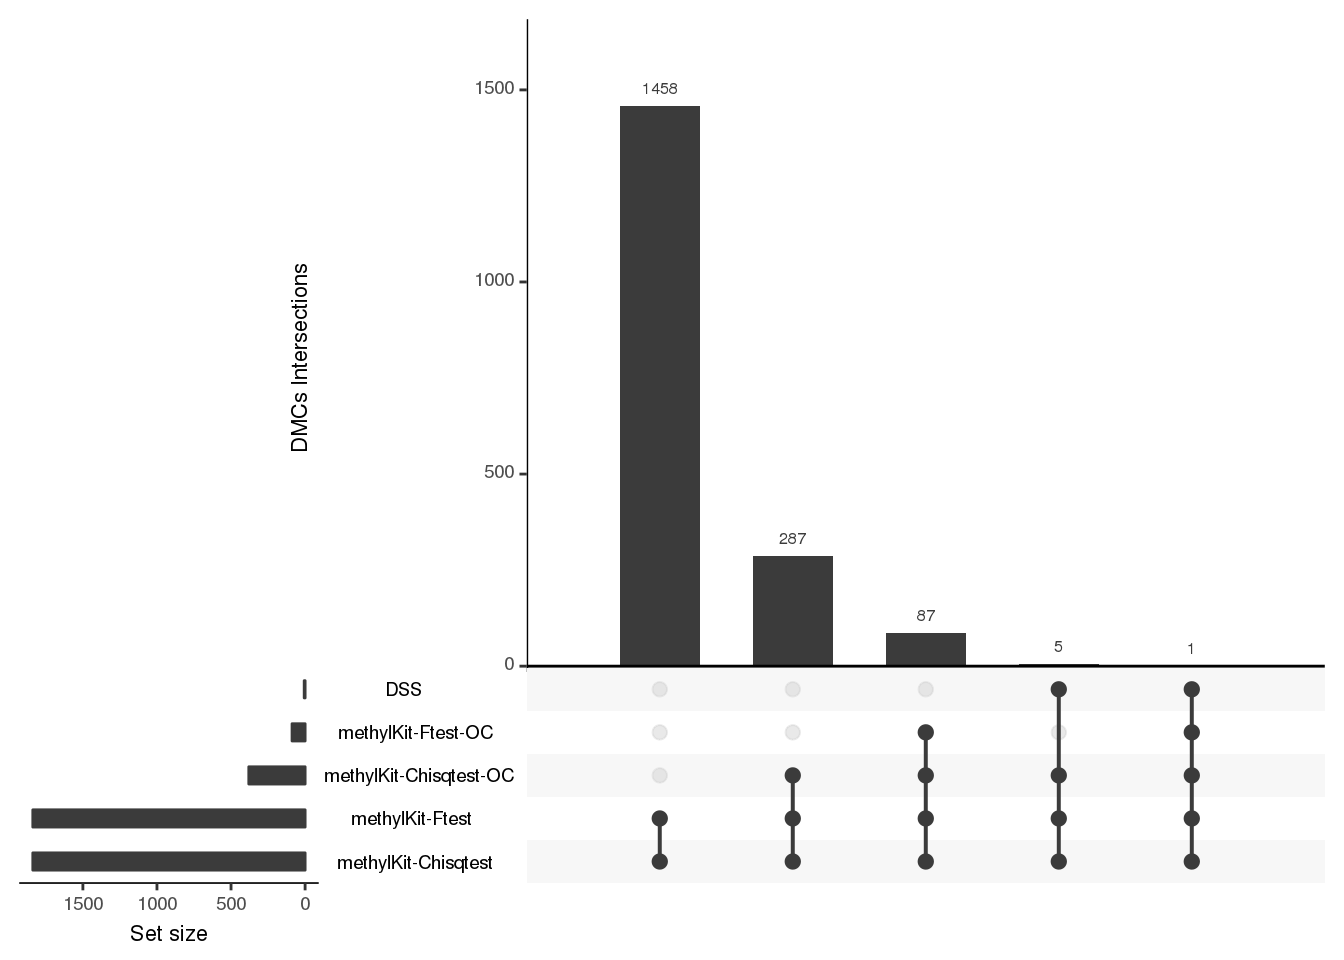 1500
1458
1000
DMCs Intersections
500
287
87
5
1
0
DSS
methylKit-Ftest-OC
methylKit-Chisqtest-OC
methylKit-Ftest
methylKit-Chisqtest
1500 1000 500 0
Set size